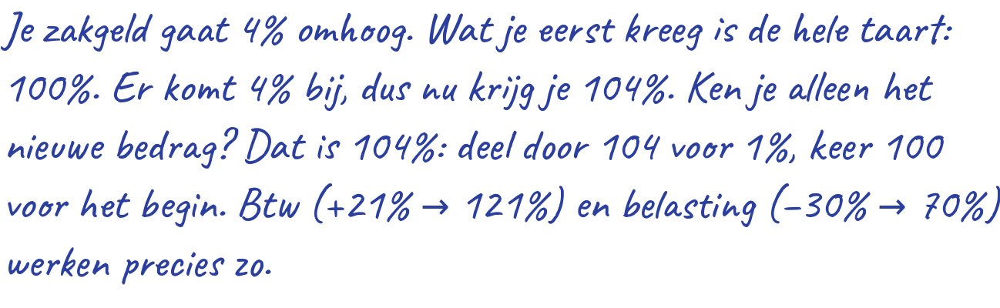 Je zakgeld gaat 4% omhoog. Wat je eerst kreeg is de hele taart:
100%. Er komt 4% bij, dus nu krijg je 104%. Ken je alleen het
nieuwe bedrag? Dat is 104%: deel door 104 voor 1%, keer 100
voor het begin. Btw (+21% → 121%) en belasting (−30% → 70%)
werken precies zo.